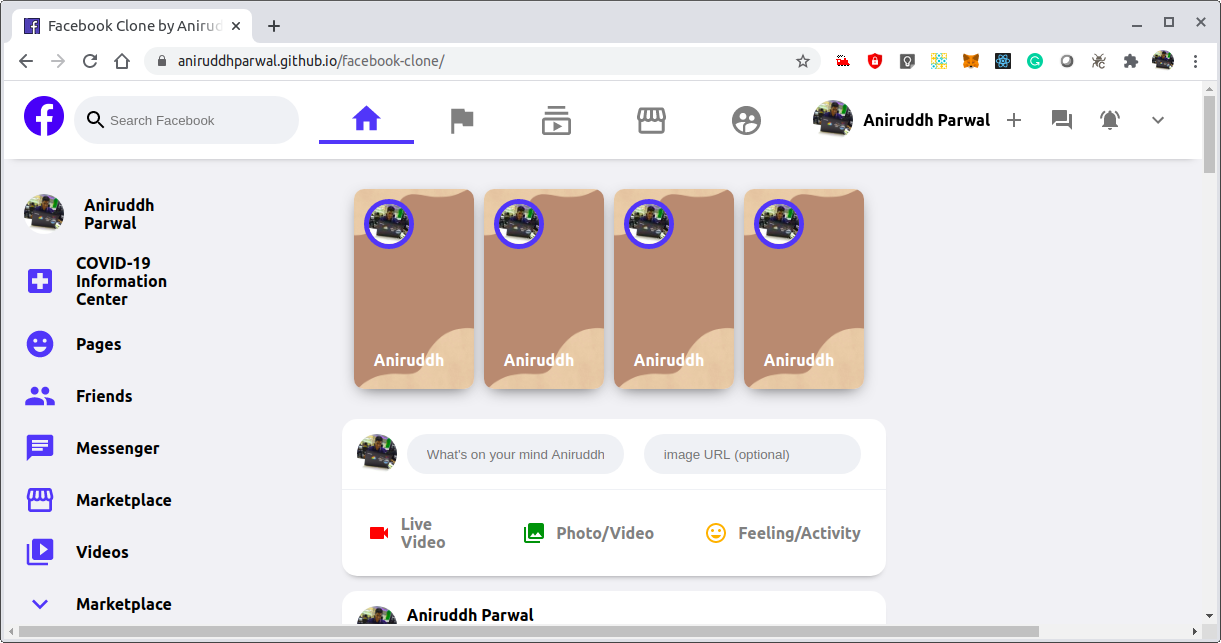 Facebook Clone by Anirud
aniruddhparwal.github.io/facebook-clone/
Search Facebook
Aniruddh Parwal
Aniruddh
Parwal
COVID-19
Information
Center
Pages
Friends
Messenger
Marketplace
Videos
Marketplace
Aniruddh
Aniruddh
Aniruddh
Aniruddh
What's on your mind Aniruddh
image URL (optional)
Live
Video
Photo/Video
Feeling/Activity
Aniruddh Parwal